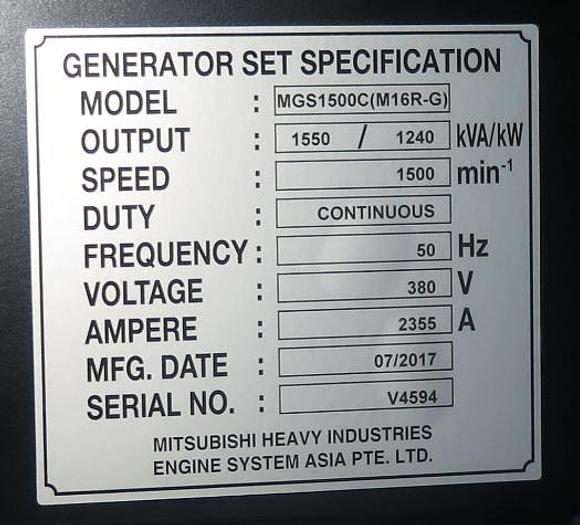 GENERATOR SET SPECIFICATION
MODEL : MGS1500C(M16R-G)
OUTPUT : 1550 / 1240 kVA/kW
SPEED : 1500 min-1
DUTY : CONTINUOUS
FREQUENCY : 50 Hz
VOLTAGE : 380 V
AMPERE : 2355 A
MFG. DATE : 07/2017
SERIAL NO. : V4594
MITSUBISHI HEAVY INDUSTRIES
ENGINE SYSTEM ASIA PTE. LTD.